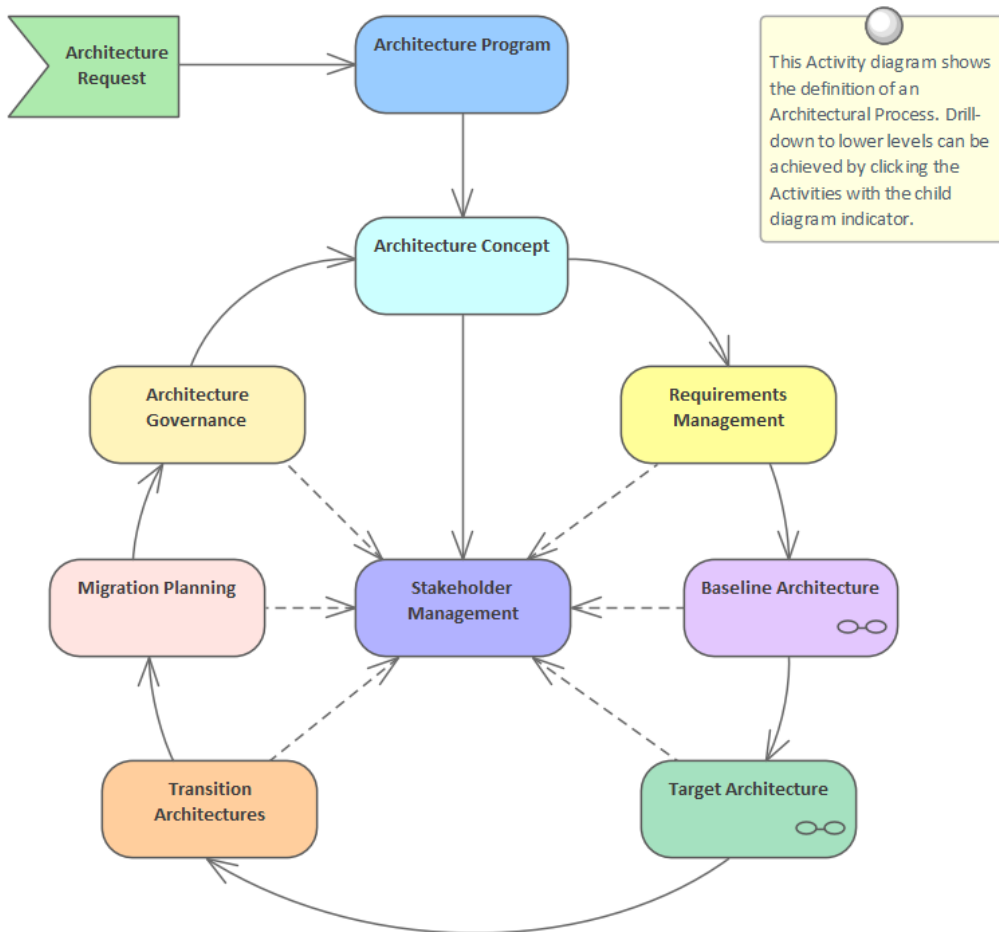 Architecture
Request
Architecture Program
This Activity diagram shows
the definition of an
Architectural Process. Drill-
down to lower levels can be
achieved by clicking the
Activities with the child
diagram indicator.
Architecture Concept
Architecture
Governance
Requirements
Management
Migration Planning
Stakeholder
Management
Baseline Architecture
Transition
Architectures
Target Architecture